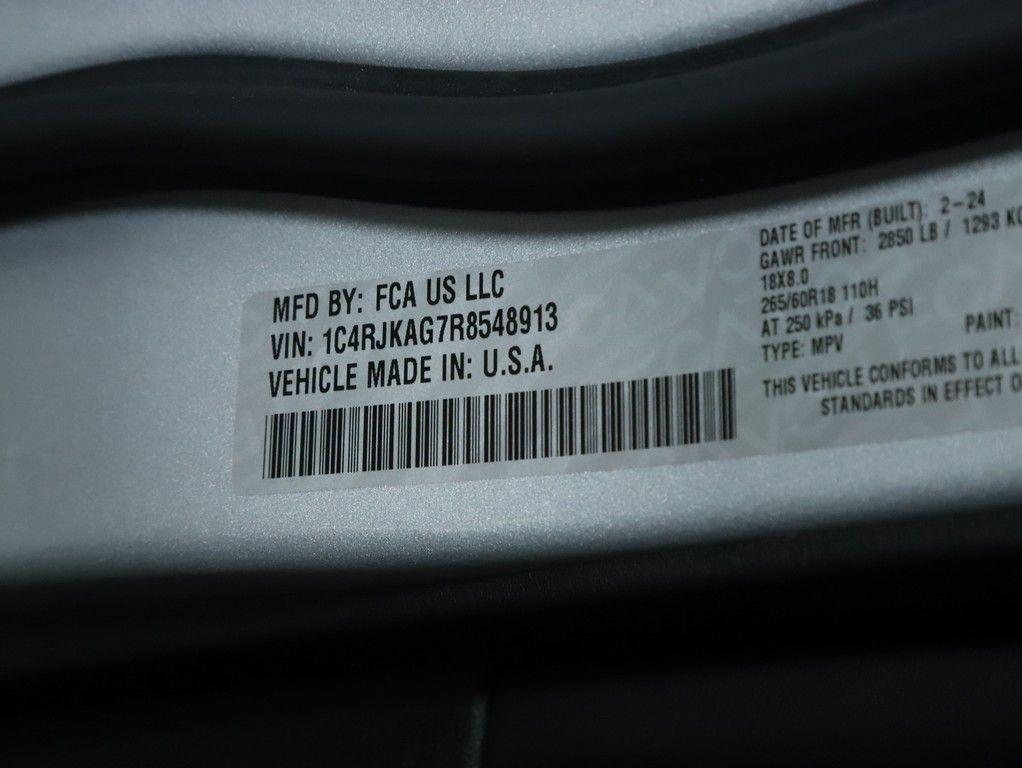 MFD BY: FCA US LLC
VIN: 1C4RJKAG7R8548913
VEHICLE MADE IN: U.S.A.
DATE OF MFR (BUILT): 2-24
GAWR FRONT: 2850 LB / 1293 KG
18X8.0
265/60R18 110H
AT 250 kPa / 36 PSI
PAINT:
TYPE: MPV
THIS VEHICLE CONFORMS TO ALL
STANDARDS IN EFFECT O